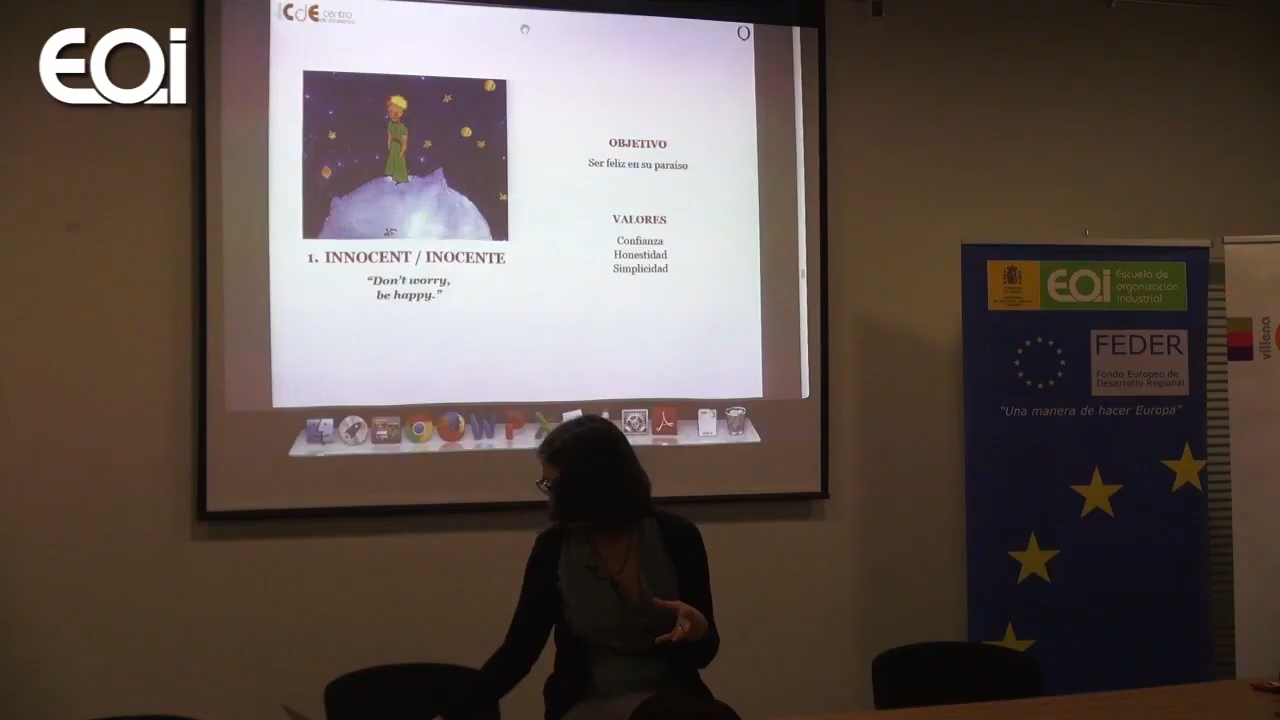 EOi
CdE centro
1. INNOCENT / INOCENTE
“Don’t worry,
be happy.”
OBJETIVO
Ser feliz en su paraíso
VALORES
Confianza
Honestidad
Simplicidad
EOi Escuela de
organización
industrial
FEDER
Fondo Europeo de
Desarrollo Regional
“Una manera de hacer Europa”
villena